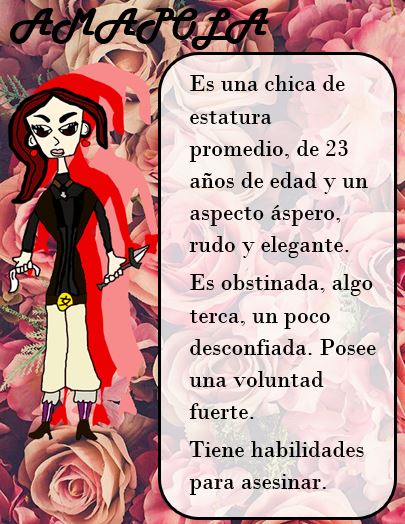 AMAPOLA
Es una chica de
estatura
promedio, de 23
años de edad y un
aspecto áspero,
rudo y elegante.
Es obstinada, algo
terca, un poco
desconfiada. Posee
una voluntad
fuerte.
Tiene habilidades
para asesinar.